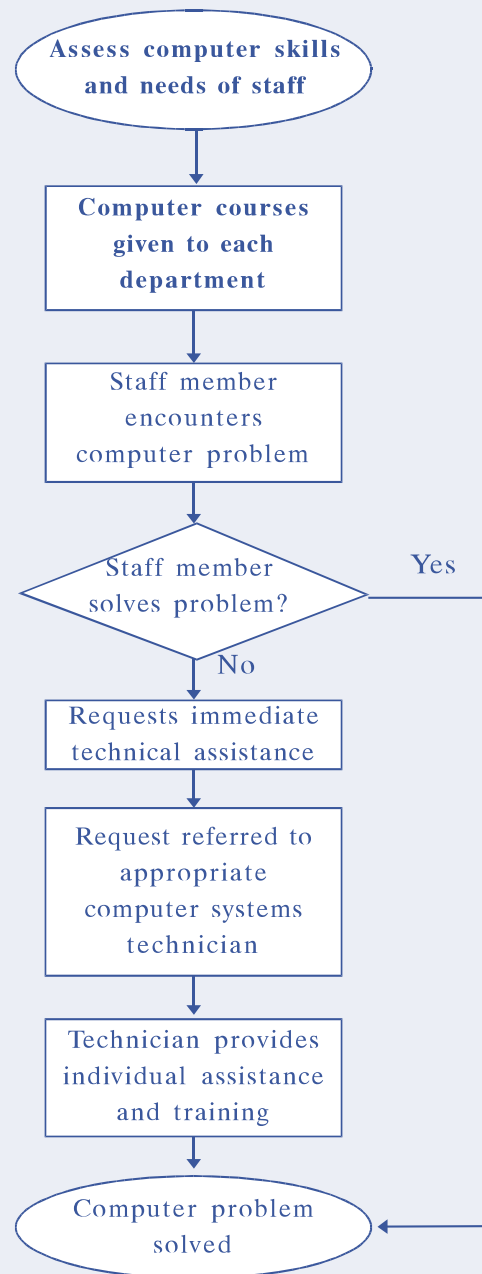 Assess computer skills
and needs of staff
Computer courses
given to each
department
Staff member
encounters
computer problem
Staff member
solves problem?
Yes
No
Requests immediate
technical assistance
Request referred to
appropriate
computer systems
technician
Technician provides
individual assistance
and training
Computer problem
solved